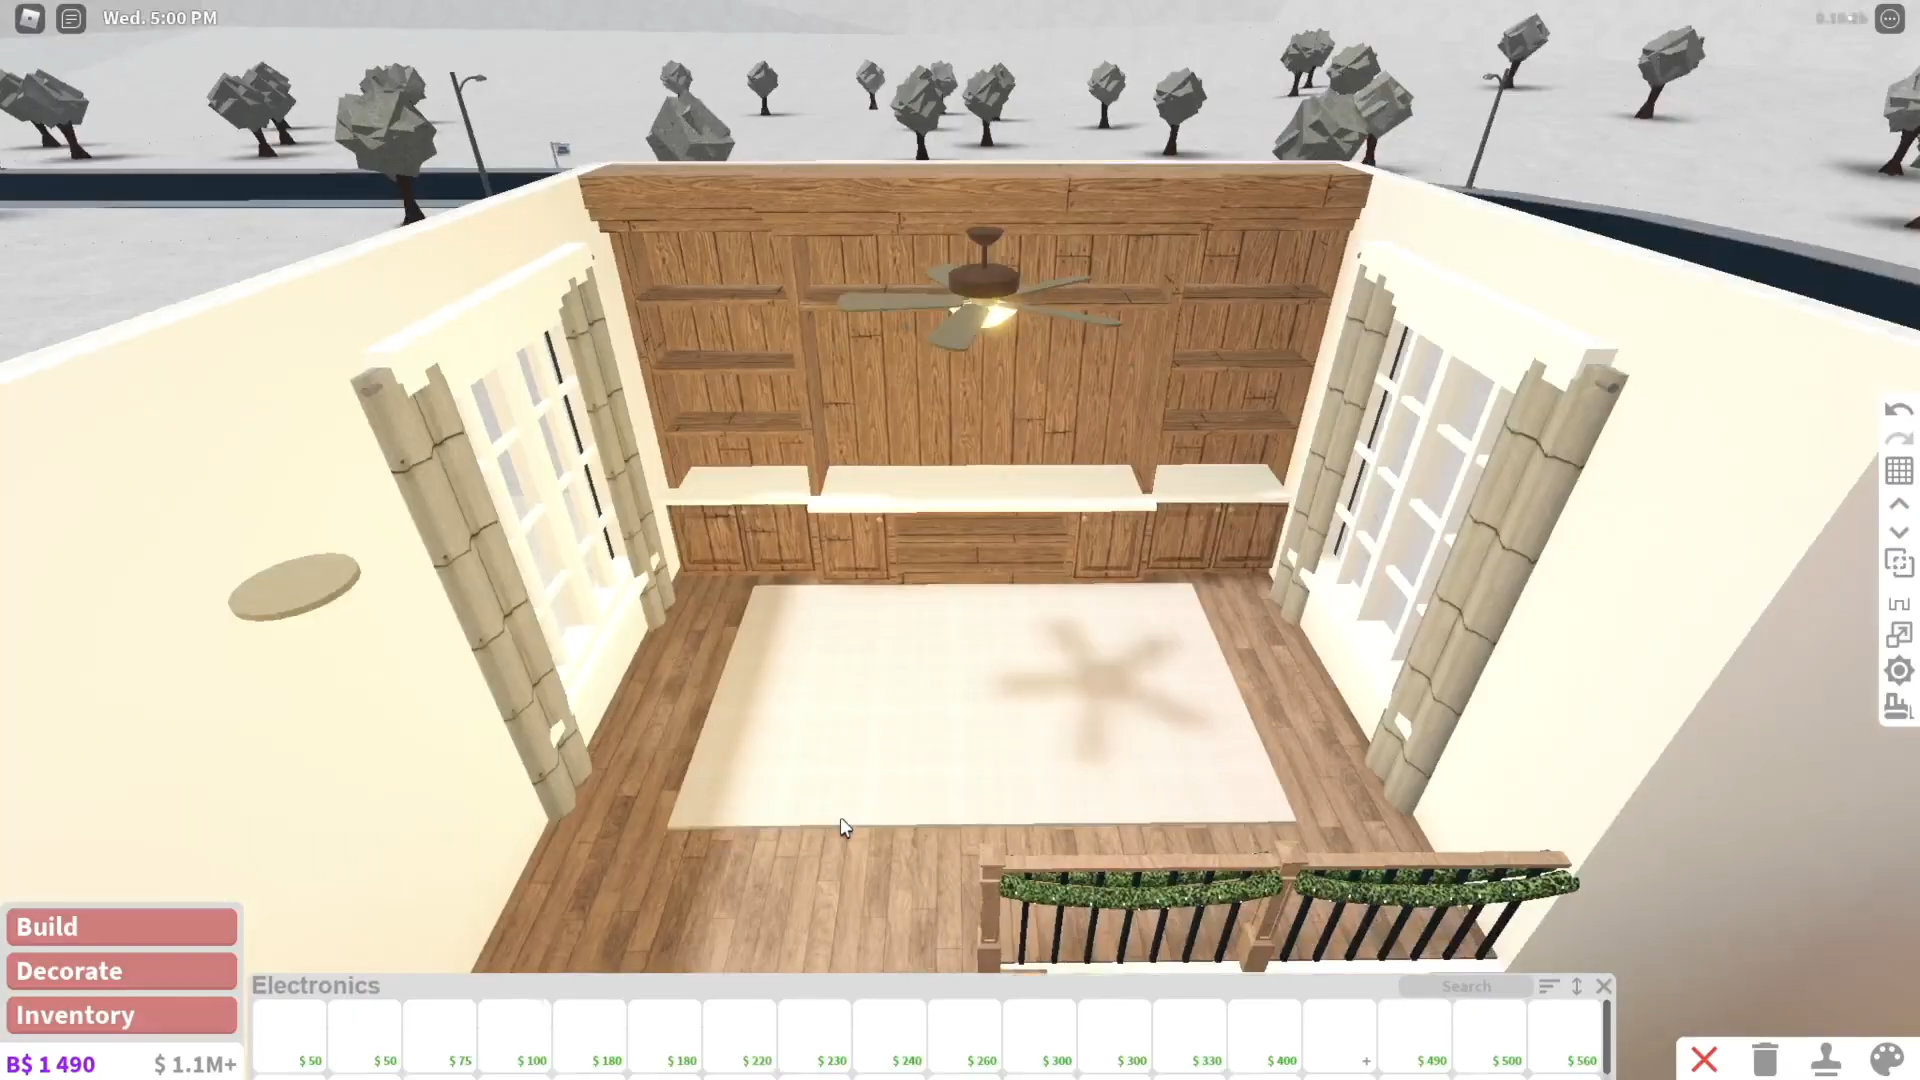 Wed. 5:00 PM
Build
Decorate
Inventory
B$ 1 490
$ 1.1M+
Electronics
Search
$ 50
$ 50
$ 75
$ 100
$ 180
$ 180
$ 220
$ 230
$ 240
$ 260
$ 300
$ 300
$ 330
$ 400
+
$ 490
$ 500
$ 560